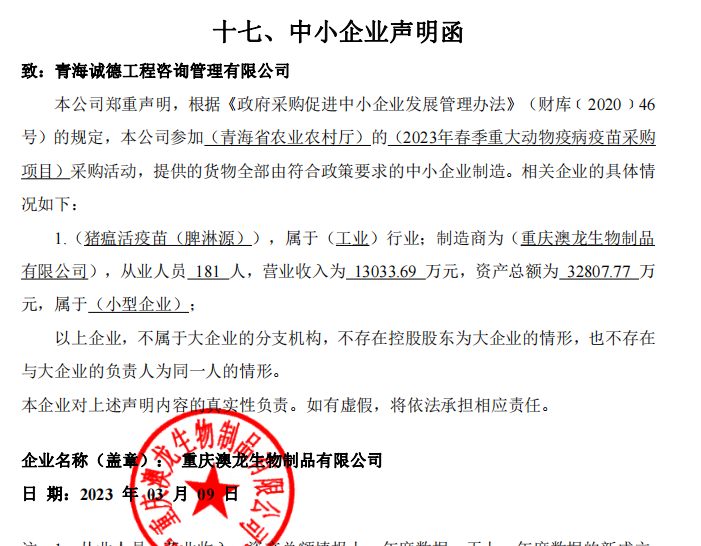 十七、中小企业声明函
致：青海诚德工程咨询管理有限公司
本公司郑重声明，根据《政府采购促进中小企业发展管理办法》（财库﹝2020﹞46
号）的规定，本公司参加（青海省农业农村厅）的（2023年春季重大动物疫病疫苗采购
项目）采购活动，提供的货物全部由符合政策要求的中小企业制造。相关企业的具体情
况如下：
1.（猪瘟活疫苗（脾淋源）），属于（工业）行业；制造商为（重庆澳龙生物制品
有限公司），从业人员 181 人，营业收入为 13033.69 万元，资产总额为 32807.77 万
元，属于（小型企业）；
以上企业，不属于大企业的分支机构，不存在控股股东为大企业的情形，也不存在
与大企业的负责人为同一人的情形。
本企业对上述声明内容的真实性负责。如有虚假，将依法承担相应责任。
企业名称（盖章）： 重庆澳龙生物制品有限公司
日 期：2023 年 03 月 09 日
重庆澳龙生物制品有限公司